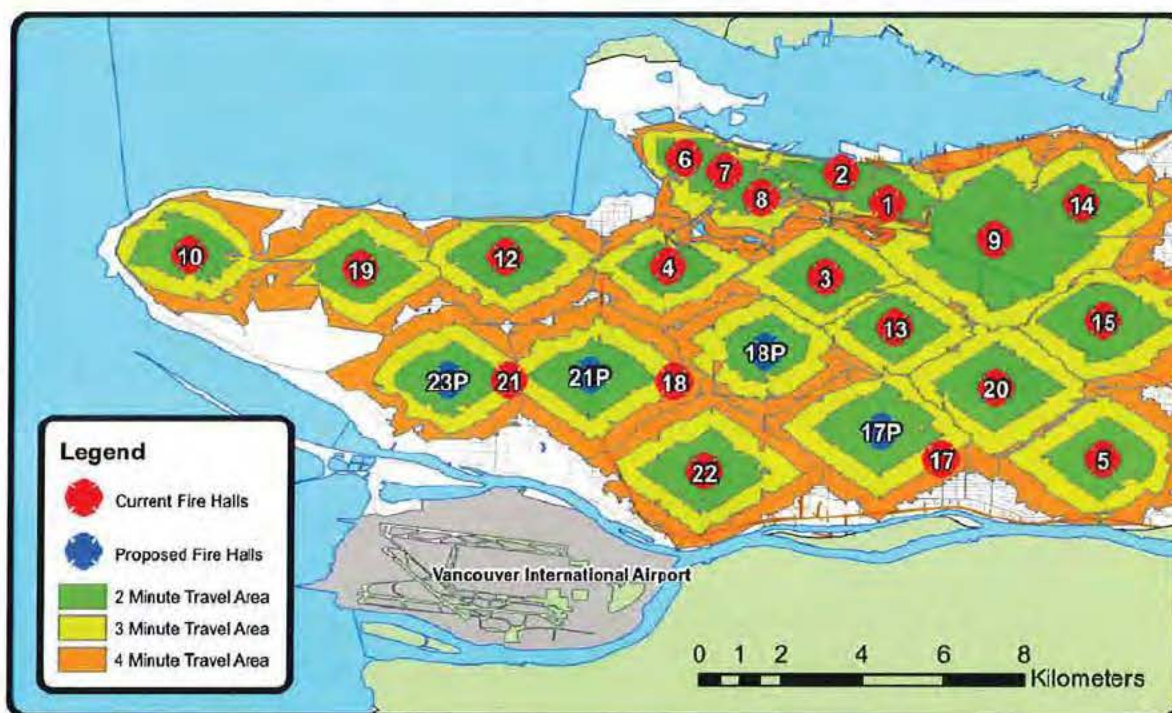 6
7
2
8
1
14
9
10
19
12
4
3
13
15
23P
21
21P
18
18P
20
17P
17
22
5
Legend
Current Fire Halls
Proposed Fire Halls
2 Minute Travel Area
3 Minute Travel Area
4 Minute Travel Area
Vancouver International Airport
0 1 2 4 6 8
Kilometers